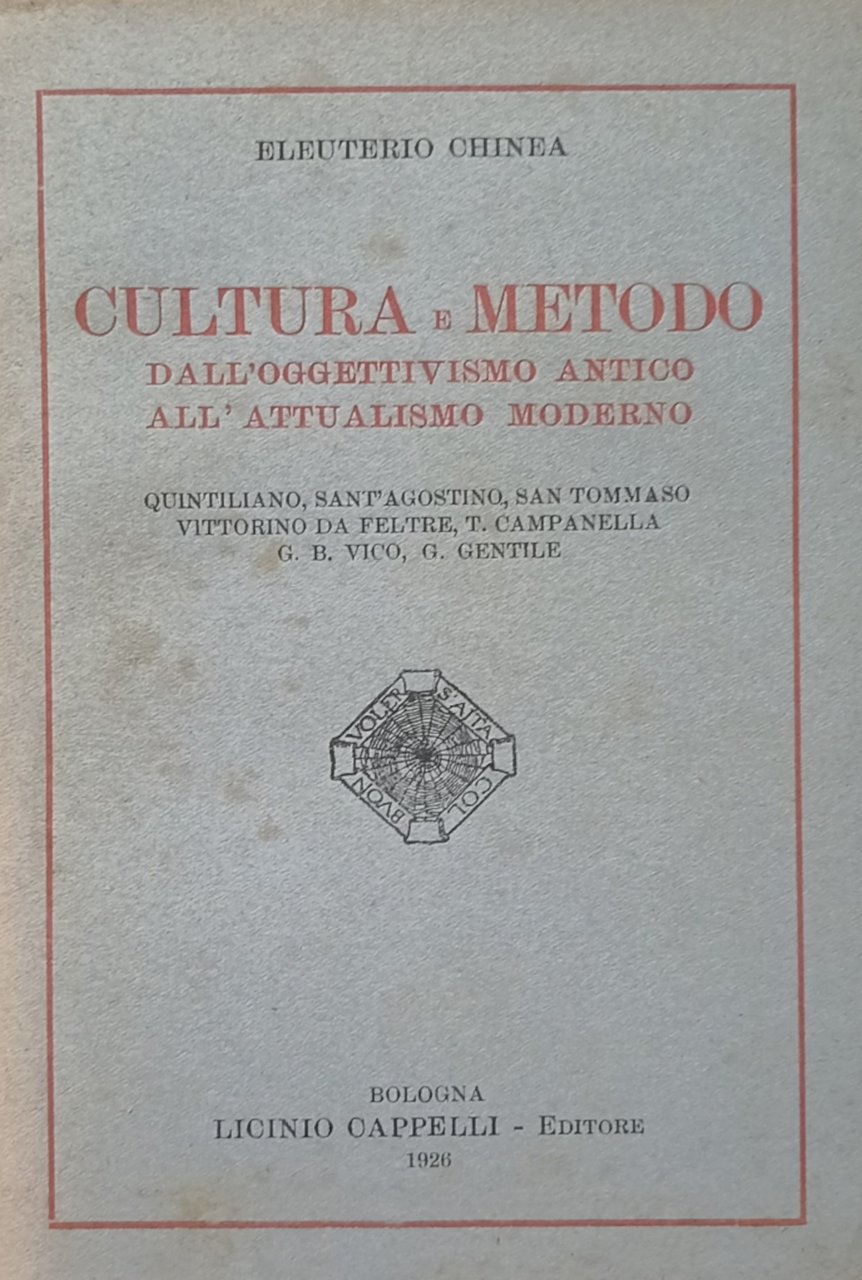 ELEUTERIO CHINEA
CULTURA E METODO
DALL'OGGETTIVISMO ANTICO
ALL' ATTUALISMO MODERNO
QUINTILIANO, SANT'AGOSTINO, SAN TOMMASO
VITTORINO DA FELTRE, T. CAMPANELLA
G. B. VICO, G. GENTILE
COL
BVON
VOLER
S'AITA
BOLOGNA
LICINIO CAPPELLI - EDITORE
1926